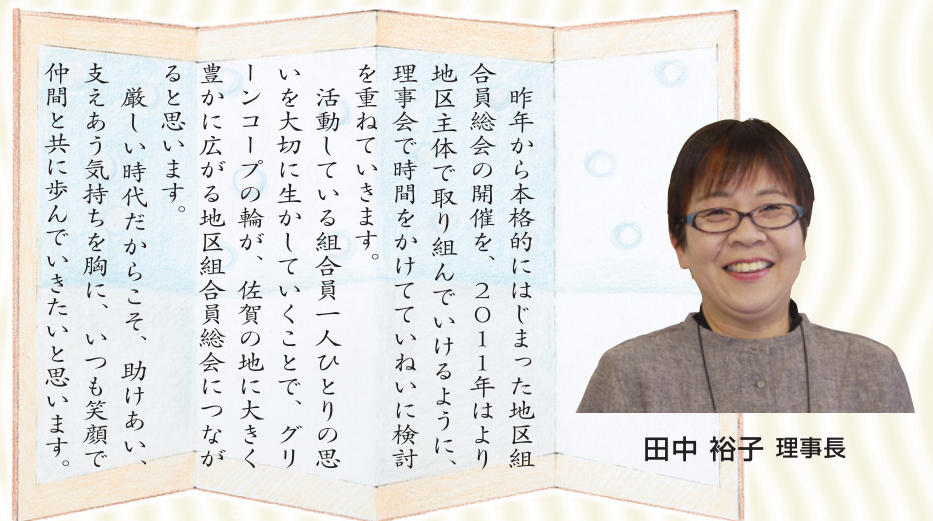 昨年から本格的にはじまった地区組
合員総会の開催を、２０１１年はより
地区主体で取り組んでいけるように、
理事会で時間をかけてていねいに検討
を重ねていきます。
活動している組合員一人ひとりの思
いを大切に生かしていくことで、グリ
ーンコープの輪が、佐賀の地に大きく
豊かに広がる地区組合員総会につなが
ると思います。
厳しい時代だからこそ、助けあい、
支えあう気持ちを胸に、いつも笑顔で
仲間と共に歩んでいきたいと思います。
田中 裕子 理事長